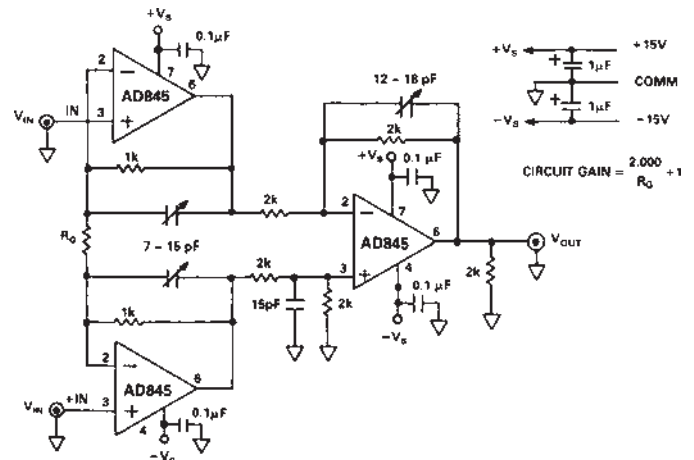 +VS
0.1µF
2
7
6
AD845
VIN
IN
3
1k
RG
7 – 15 pF
1k
2
6
AD845
VIN
+IN
3
4
0.1µF
–VS
2k
2k
15pF
2k
12 – 18 pF
2k
+VS
0.1 µF
2
7
6
AD845
3
4
0.1 µF
–VS
2k
VOUT
+VS
+15V
+
1µF
COMM
+
1µF
–VS
–15V
CIRCUIT GAIN = 2,000 / RG + 1